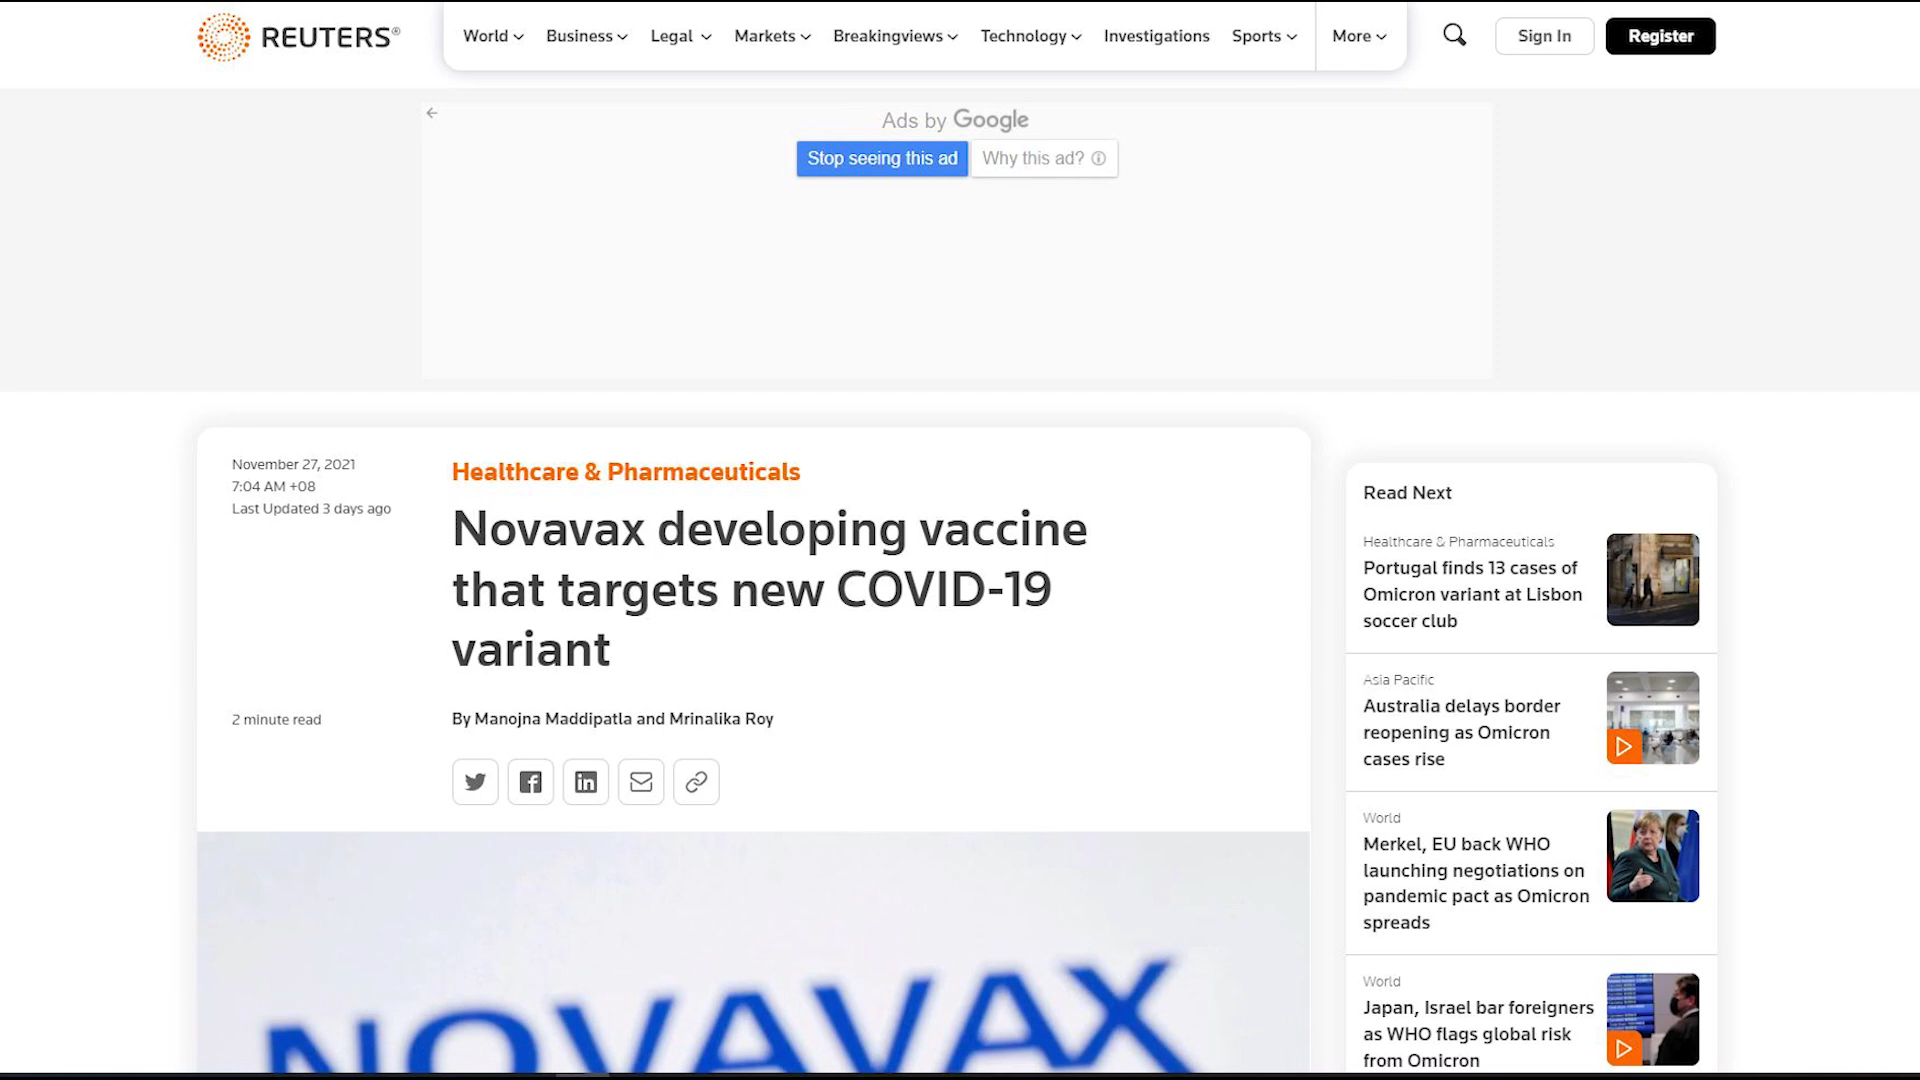 REUTERS®
World
Business
Legal
Markets
Breakingviews
Technology
Investigations
Sports
More
Sign In
Register
Ads by Google
Stop seeing this ad
Why this ad?
November 27, 2021
7:04 AM +08
Last Updated 3 days ago
Healthcare & Pharmaceuticals
Novavax developing vaccine
that targets new COVID-19
variant
2 minute read
By Manojna Maddipatla and Mrinalika Roy
NOVAVAX
Read Next
Healthcare & Pharmaceuticals
Portugal finds 13 cases of
Omicron variant at Lisbon
soccer club
Asia Pacific
Australia delays border
reopening as Omicron
cases rise
World
Merkel, EU back WHO
launching negotiations on
pandemic pact as Omicron
spreads
World
Japan, Israel bar foreigners
as WHO flags global risk
from Omicron